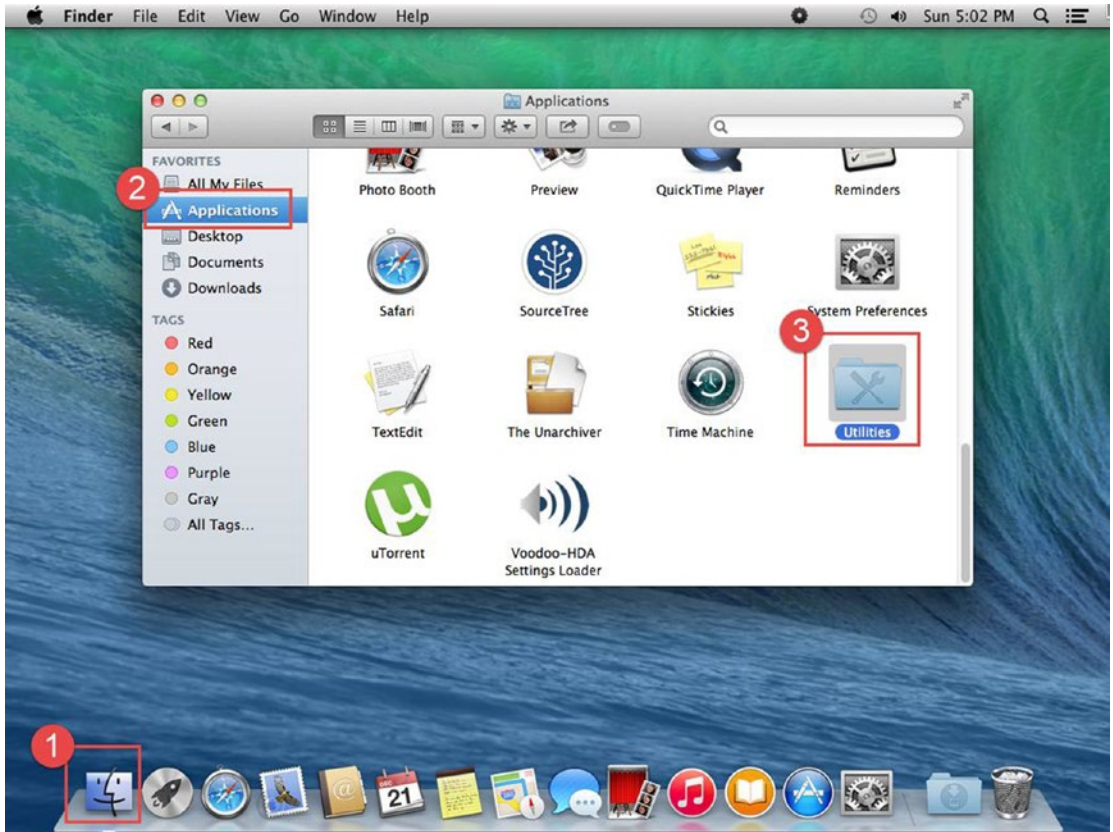 Finder File Edit View Go Window Help Sun 5:02 PM
Applications
FAVORITES
All My Files
Applications
Desktop
Documents
Downloads
TAGS
Red
Orange
Yellow
Green
Blue
Purple
Gray
All Tags...
Photo Booth Preview QuickTime Player Reminders
Safari SourceTree Stickies System Preferences
TextEdit The Unarchiver Time Machine Utilities
uTorrent Voodoo-HDA
Settings Loader
2
3
1
DEC
21